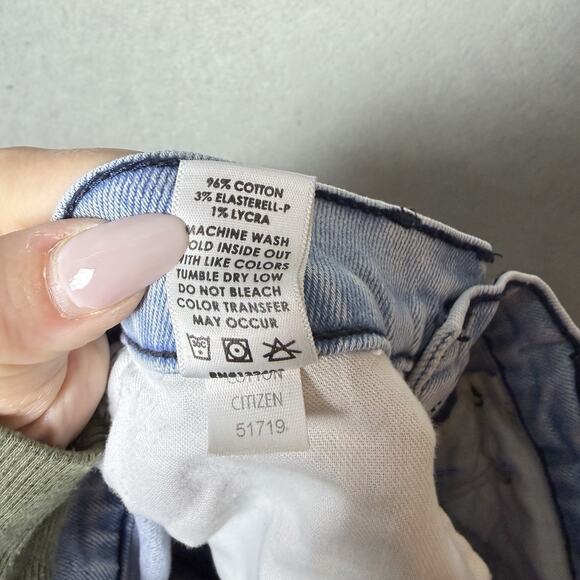 96% COTTON
3% ELASTERELL-P
1% LYCRA
MACHINE WASH
OLD INSIDE OUT
WITH LIKE COLORS
TUMBLE DRY LOW
DO NOT BLEACH
COLOR TRANSFER
MAY OCCUR
30C
CITIZEN
51719